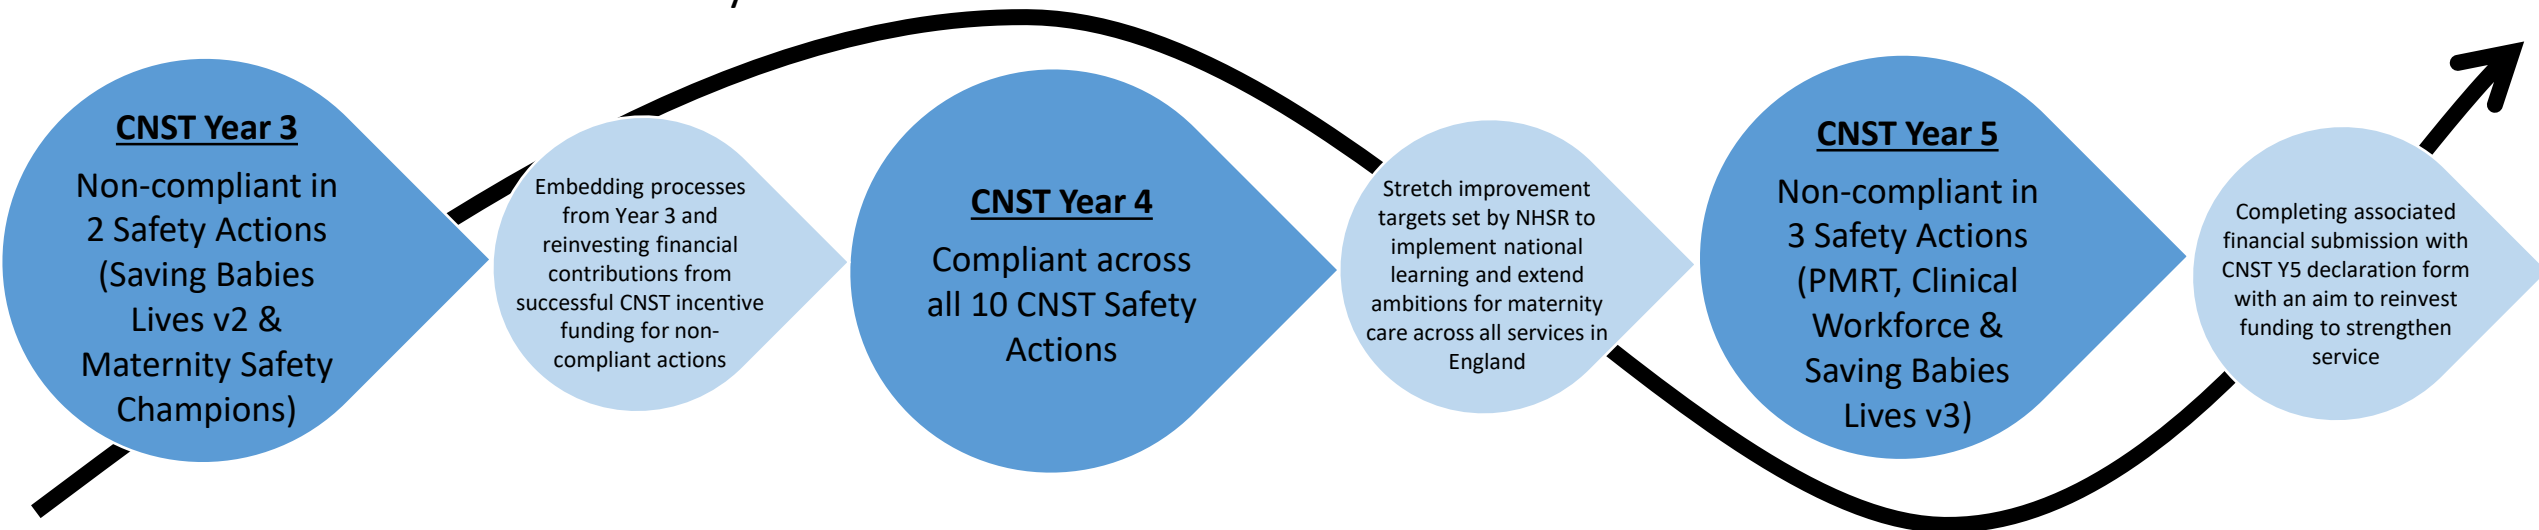 CNST Year 3
Non-compliant in
2 Safety Actions
(Saving Babies
Lives v2 &
Maternity Safety
Champions)
Embedding processes
from Year 3 and
reinvesting financial
contributions from
successful CNST incentive
funding for non-
compliant actions
CNST Year 4
Compliant across
all 10 CNST Safety
Actions
Stretch improvement
targets set by NHSR to
implement national
learning and extend
ambitions for maternity
care across all services in
England
CNST Year 5
Non-compliant in
3 Safety Actions
(PMRT, Clinical
Workforce &
Saving Babies
Lives v3)
Completing associated
financial submission with
CNST Y5 declaration form
with an aim to reinvest
funding to strengthen
service